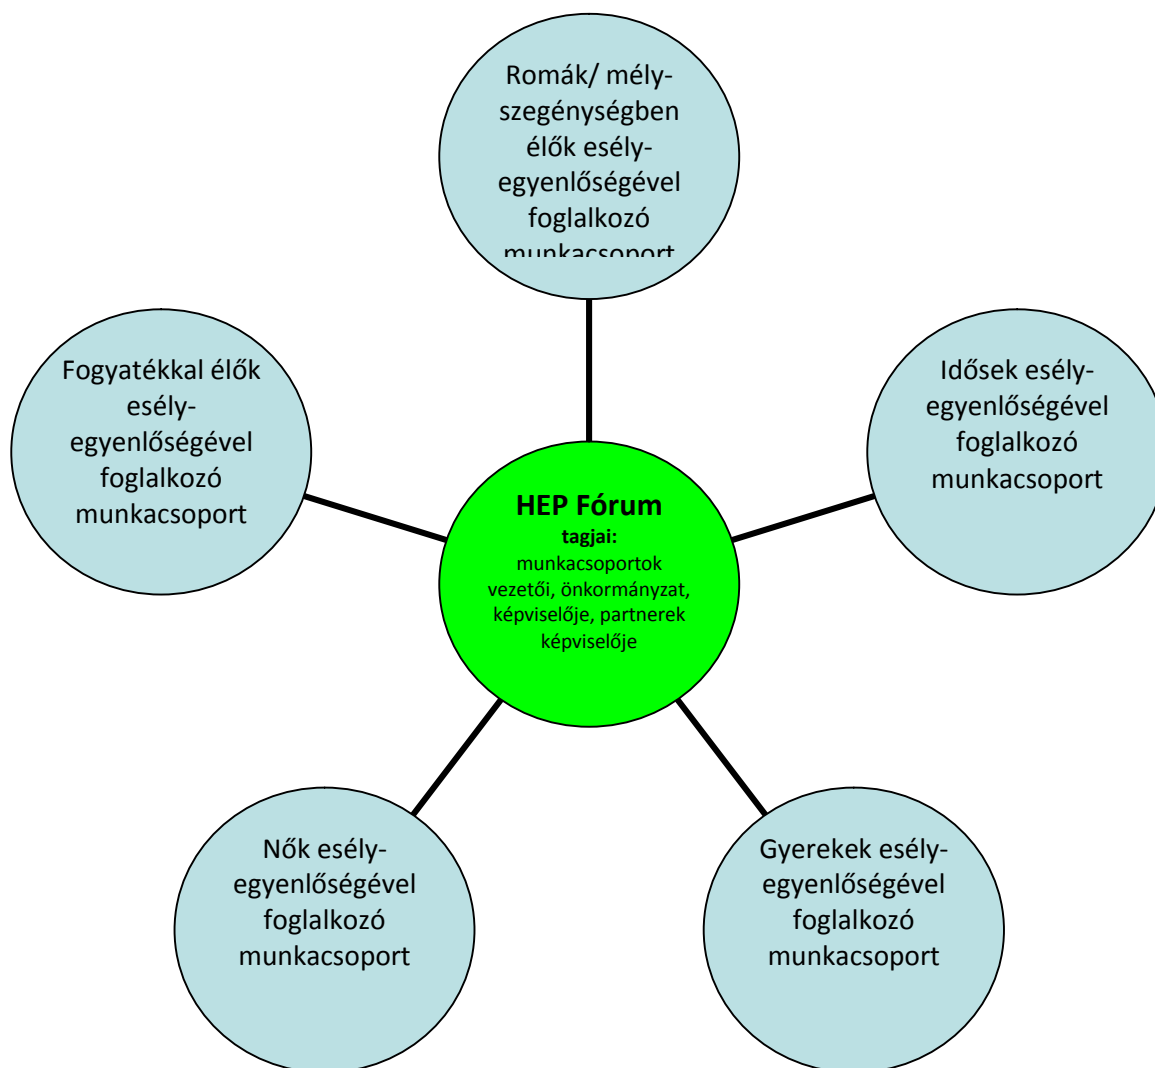 Romák/ mély-
szegénységben
élők esély-
egyenlőségével
foglalkozó
munkacsoport
Fogyatékkal élők
esély-
egyenlőségével
foglalkozó
munkacsoport
Idősek esély-
egyenlőségével
foglalkozó
munkacsoport
HEP Fórum
tagjai:
munkacsoportok
vezetői, önkormányzat,
képviselője, partnerek
képviselője
Nők esély-
egyenlőségével
foglalkozó
munkacsoport
Gyerekek esély-
egyenlőségével
foglalkozó
munkacsoport